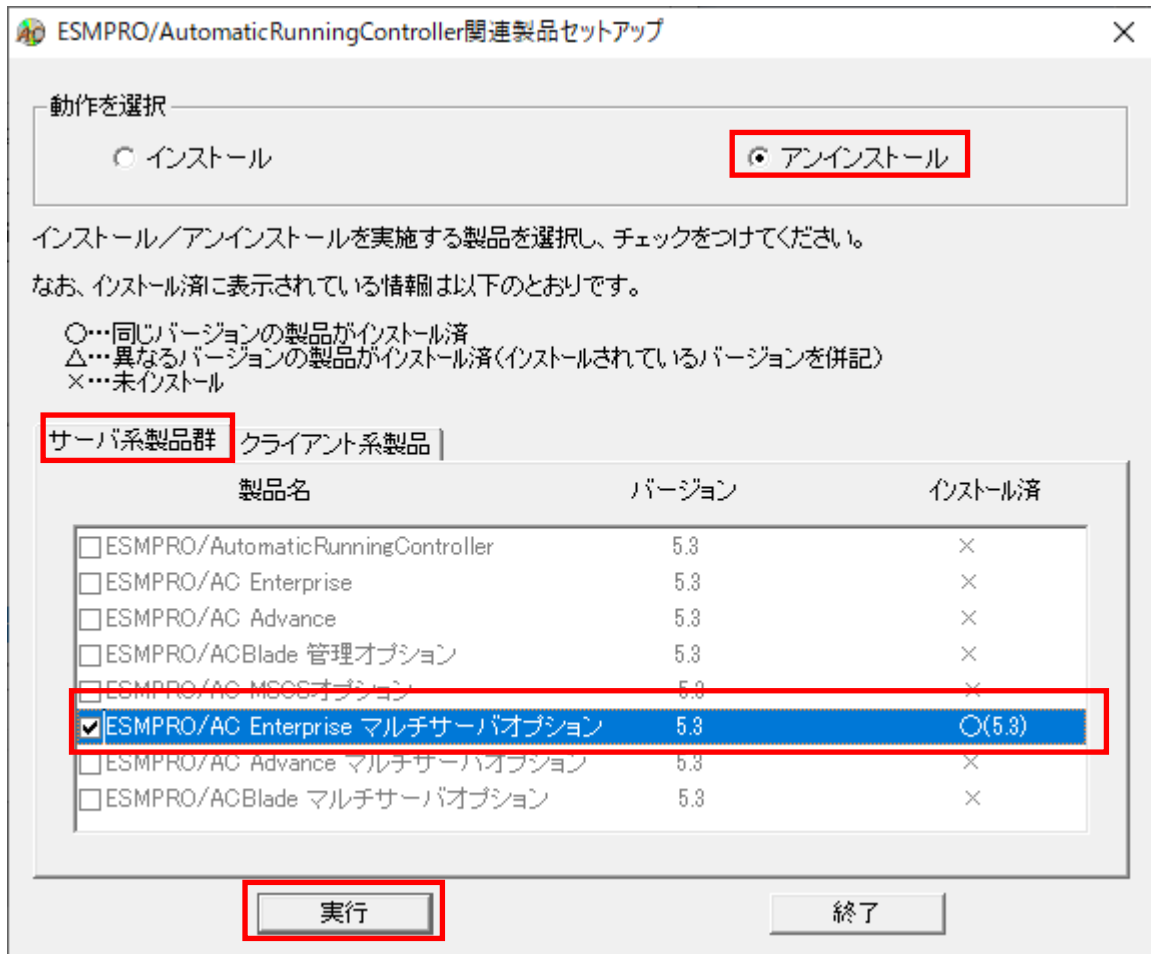 ESMPRO/AutomaticRunningController関連製品セットアップ
動作を選択
インストール アンインストール
インストール／アンインストールを実施する製品を選択し、チェックをつけてください。
なお、インストール済に表示されている情報は以下のとおりです。
○…同じバージョンの製品がインストール済
△…異なるバージョンの製品がインストール済(インストールされているバージョンを併記)
×…未インストール
サーバ系製品群 クライアント系製品
製品名 バージョン インストール済
ESMPRO/AutomaticRunningController 5.3 ×
ESMPRO/AC Enterprise 5.3 ×
ESMPRO/AC Advance 5.3 ×
ESMPRO/ACBlade 管理オプション 5.3 ×
ESMPRO/AC MSCSオプション 5.3 ×
ESMPRO/AC Enterprise マルチサーバオプション 5.3 ○(5.3)
ESMPRO/AC Advance マルチサーバオプション 5.3 ×
ESMPRO/ACBlade マルチサーバオプション 5.3 ×
実行 終了